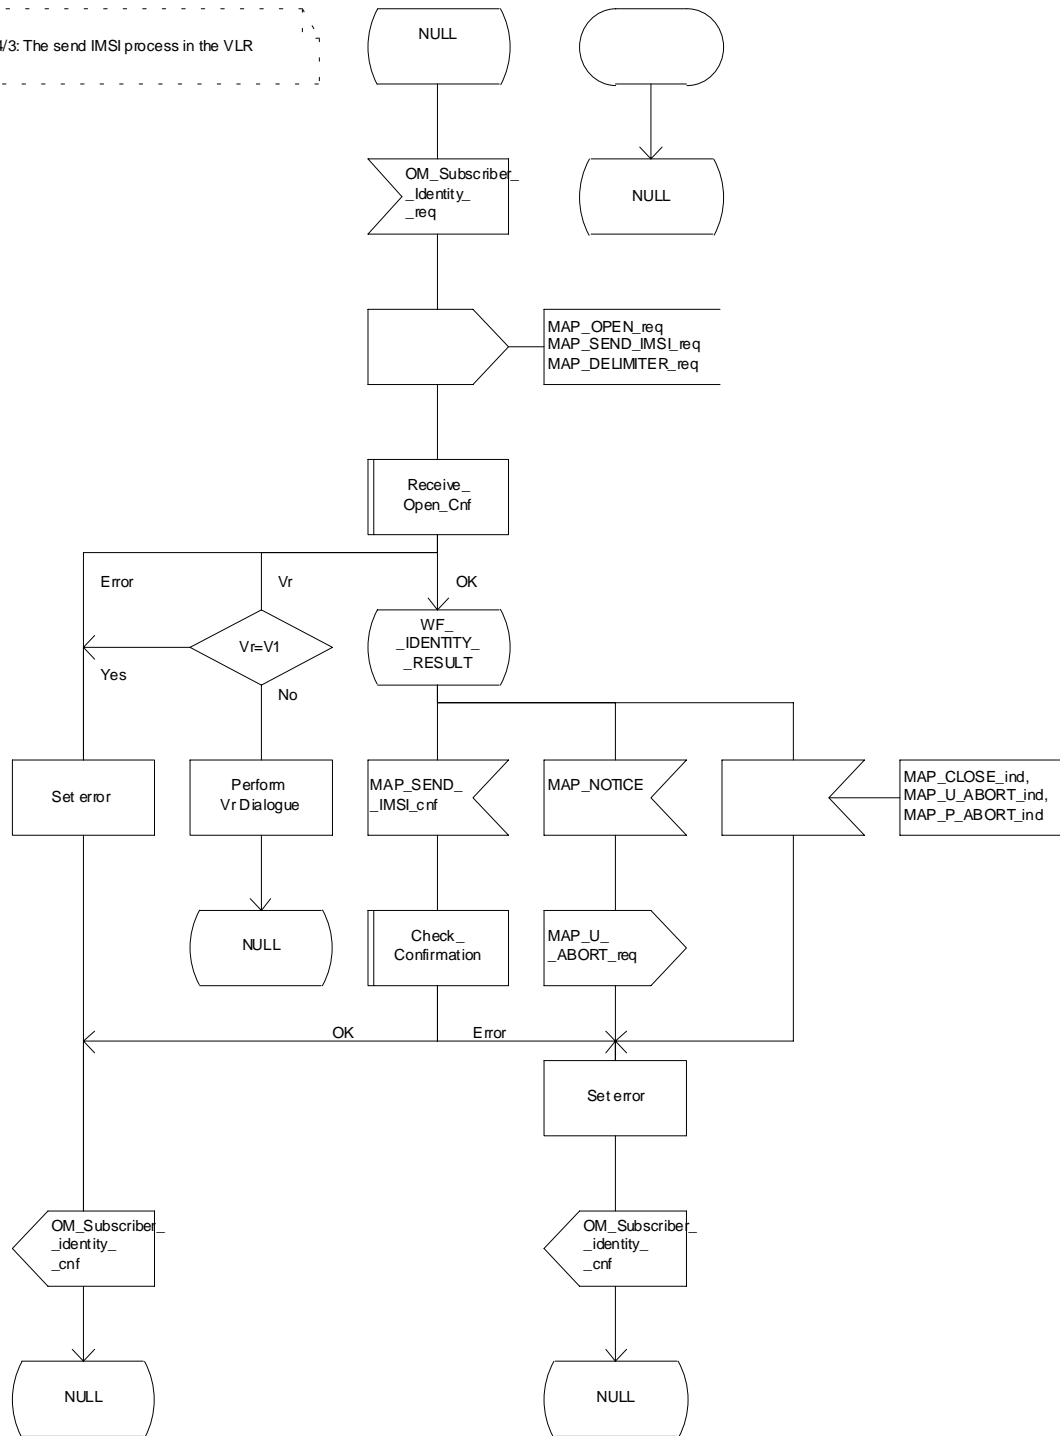 4/3: The send IMSI process in the VLR
NULL
OM_Subscriber_
_Identity_
_req
NULL
MAP_OPEN_req
MAP_SEND_IMSI_req
MAP_DELIMITER_req
Receive_
Open_Cnf
Error
Vr
OK
Vr=V1
WF_
_IDENTITY_
_RESULT
Yes
No
Set error
Perform
Vr Dialogue
MAP_SEND_
_IMSI_cnf
MAP_NOTICE
MAP_CLOSE_ind,
MAP_U_ABORT_ind,
MAP_P_ABORT_ind
NULL
Check_
Confirmation
MAP_U_
_ABORT_req
OK
Error
Set error
OM_Subscriber_
_identity_
_cnf
OM_Subscriber_
_identity_
_cnf
NULL
NULL